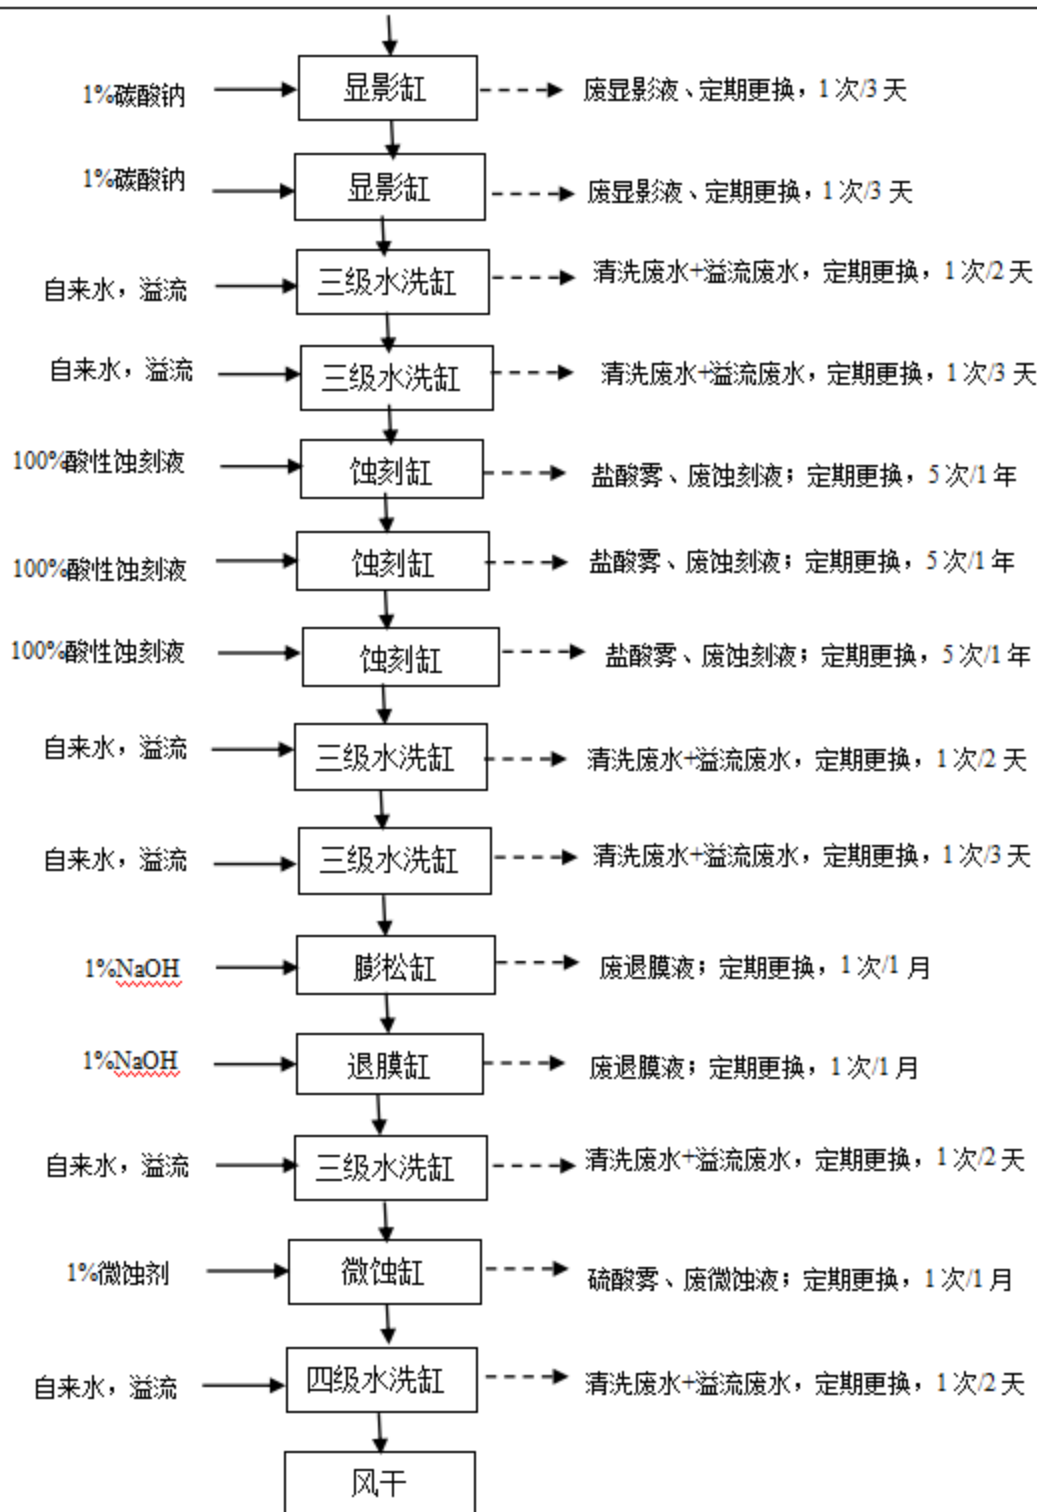 1%碳酸钠 显影缸 废显影液、定期更换，1次/3天
1%碳酸钠 显影缸 废显影液、定期更换，1次/3天
自来水，溢流 三级水洗缸 清洗废水+溢流废水，定期更换，1次/2天
自来水，溢流 三级水洗缸 清洗废水+溢流废水，定期更换，1次/3天
100%酸性蚀刻液 蚀刻缸 盐酸雾、废蚀刻液；定期更换，5次/1年
100%酸性蚀刻液 蚀刻缸 盐酸雾、废蚀刻液；定期更换，5次/1年
100%酸性蚀刻液 蚀刻缸 盐酸雾、废蚀刻液；定期更换，5次/1年
自来水，溢流 三级水洗缸 清洗废水+溢流废水，定期更换，1次/2天
自来水，溢流 三级水洗缸 清洗废水+溢流废水，定期更换，1次/3天
1%NaOH 膨松缸 废退膜液；定期更换，1次/1月
1%NaOH 退膜缸 废退膜液；定期更换，1次/1月
自来水，溢流 三级水洗缸 清洗废水+溢流废水，定期更换，1次/2天
1%微蚀剂 微蚀缸 硫酸雾、废微蚀液；定期更换，1次/1月
自来水，溢流 四级水洗缸 清洗废水+溢流废水，定期更换，1次/2天
风干